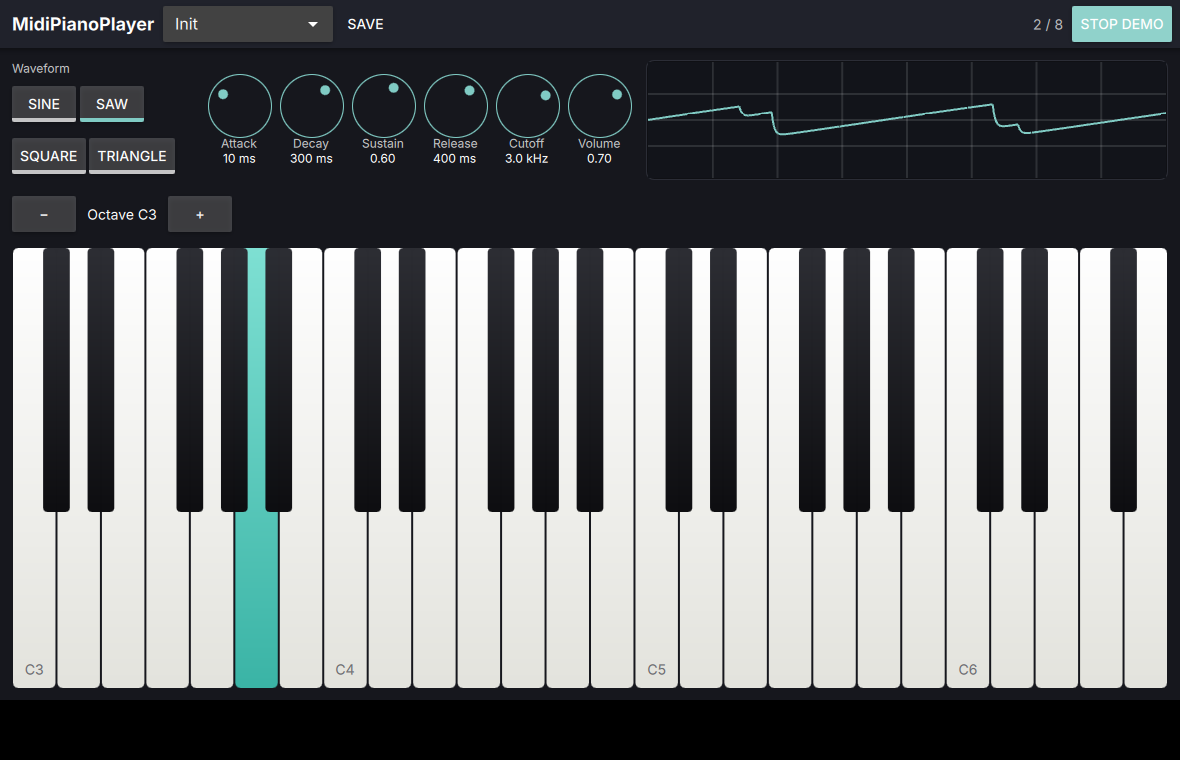 MidiPianoPlayer Init SAVE 2 / 8 STOP DEMO
Waveform
SINE SAW
SQUARE TRIANGLE
Attack Decay Sustain Release Cutoff Volume
10 ms 300 ms 0.60 400 ms 3.0 kHz 0.70
− Octave C3 +
C3 C4 C5 C6